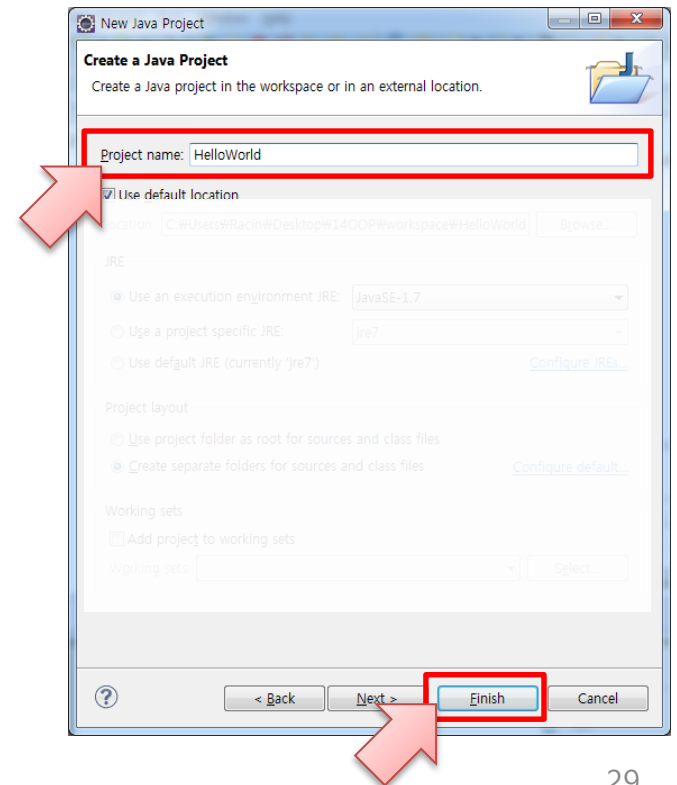 New Java Project
Create a Java Project
Create a Java project in the workspace or in an external location.
Project name: HelloWorld
Use default location
Location: C:₩Users₩Racin₩Desktop₩14OOP₩workspace₩HelloWorld Browse...
JRE
Use an execution environment JRE: JavaSE-1.7
Use a project specific JRE: jre7
Use default JRE (currently 'jre7') Configure JREs...
Project layout
Use project folder as root for sources and class files
Create separate folders for sources and class files Configure default...
Working sets
Add project to working sets
Working sets: Select...
? < Back Next > Finish Cancel
29